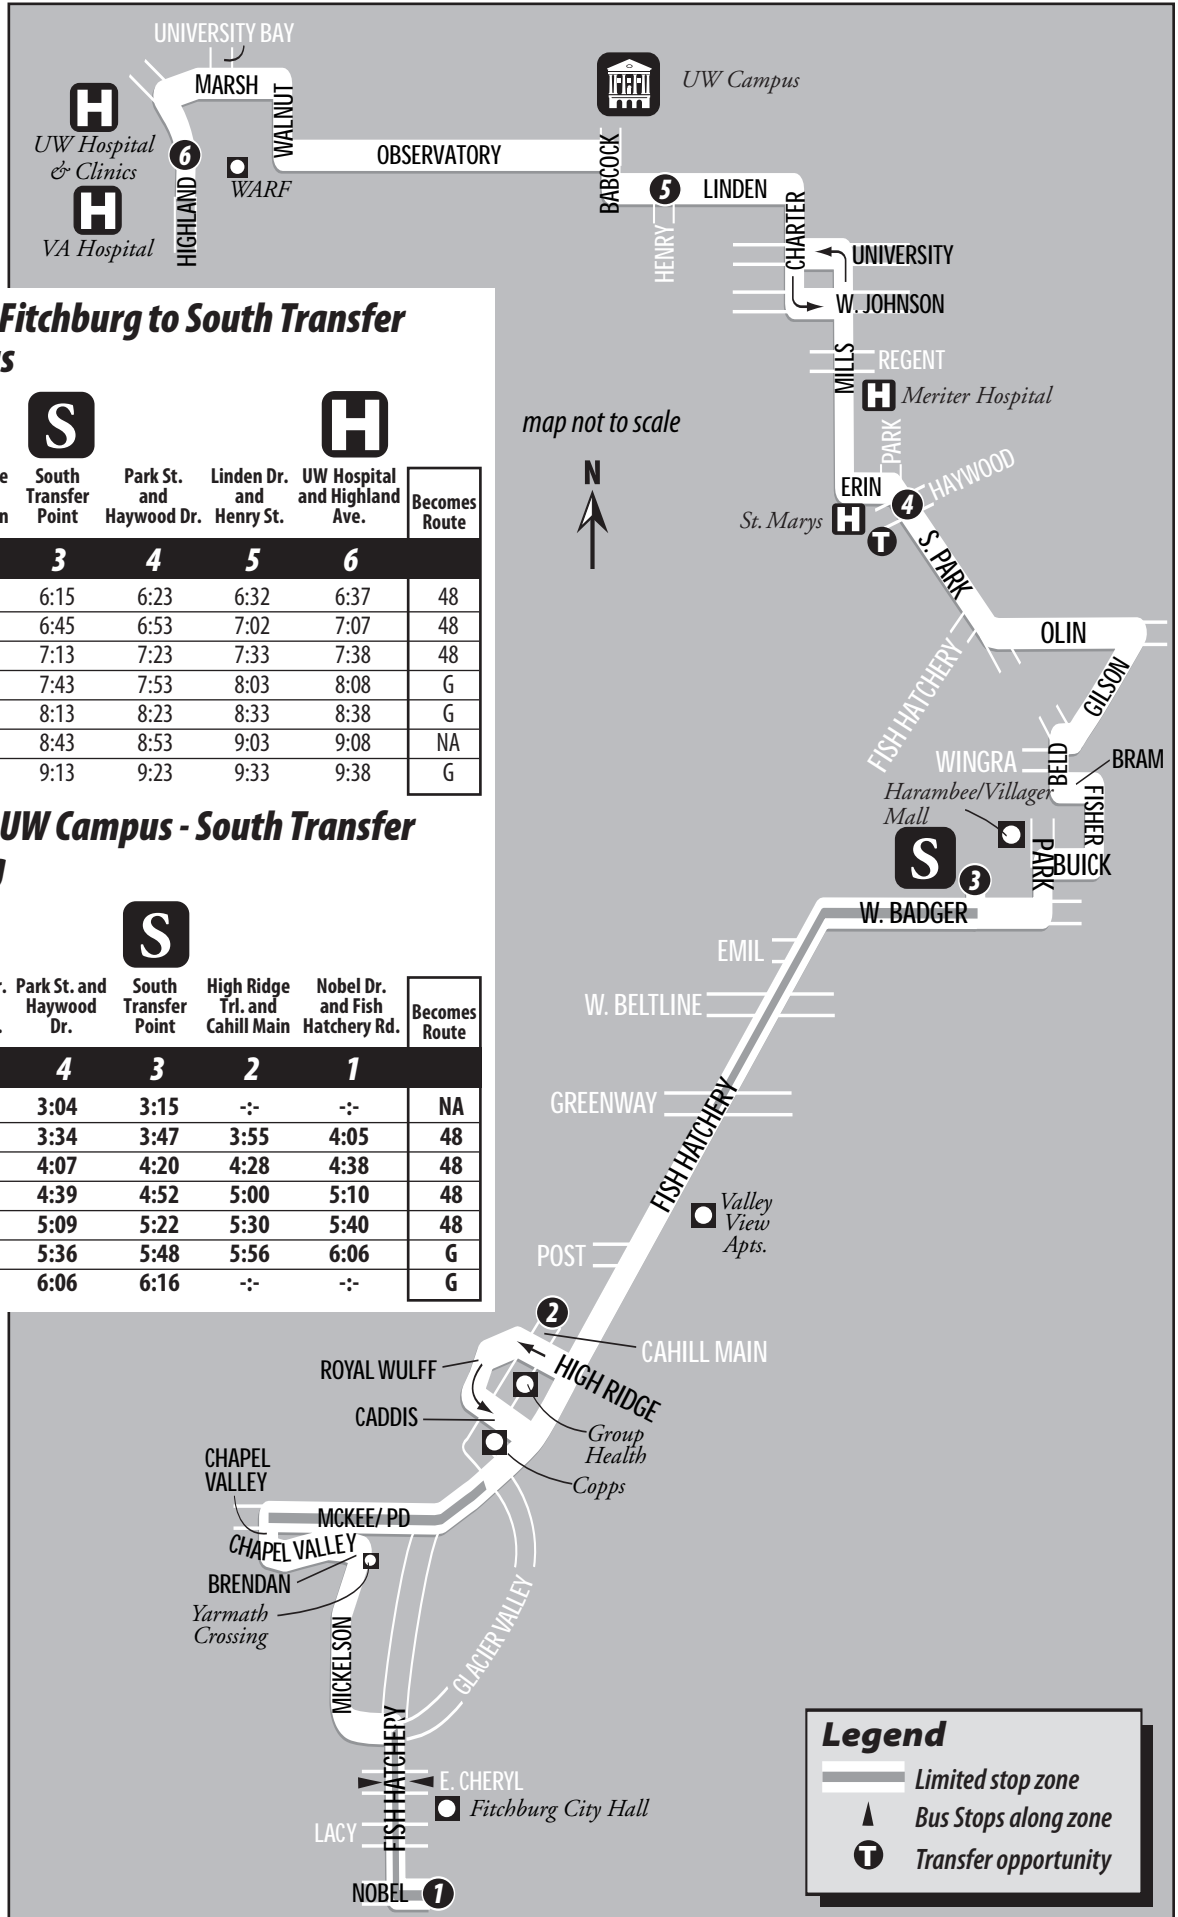 UNIVERSITY BAY
MARSH
WALNUT
H
UW Hospital
& Clinics
6
HIGHLAND
H
VA Hospital
WARF
OBSERVATORY
UW Campus
BABCOCK
5
LINDEN
HENRY
CHARTER
UNIVERSITY
W. JOHNSON
MILLS
REGENT
H
Meriter Hospital
PARK
HAYWOOD
ERIN
4
St. Marys
H
T
S. PARK
OLIN
FISH HATCHERY
GILSON
WINGRA
BELD
BRAM
FISHER
Harambee/Villager
Mall
PARK
BUICK
S
3
W. BADGER
map not to scale
N
Fitchburg to South Transfer
S
H
South
Transfer
Point
Park St.
and
Haywood Dr.
Linden Dr.
and
Henry St.
UW Hospital
and Highland
Ave.
Becomes
Route
3 4 5 6
6:15 6:23 6:32 6:37 48
6:45 6:53 7:02 7:07 48
7:13 7:23 7:33 7:38 48
7:43 7:53 8:03 8:08 G
8:13 8:23 8:33 8:38 G
8:43 8:53 9:03 9:08 NA
9:13 9:23 9:33 9:38 G
UW Campus - South Transfer
S
Park St. and
Haywood
Dr.
South
Transfer
Point
High Ridge
Trl. and
Cahill Main
Nobel Dr.
and Fish
Hatchery Rd.
Becomes
Route
4 3 2 1
3:04 3:15 -:- -:- NA
3:34 3:47 3:55 4:05 48
4:07 4:20 4:28 4:38 48
4:39 4:52 5:00 5:10 48
5:09 5:22 5:30 5:40 48
5:36 5:48 5:56 6:06 G
6:06 6:16 -:- -:- G
EMIL
W. BELTLINE
GREENWAY
FISH HATCHERY
Valley
View
Apts.
POST
2
CAHILL MAIN
ROYAL WULFF
HIGH RIDGE
CADDIS
Group
Health
Copps
CHAPEL
VALLEY
MCKEE/ PD
CHAPEL VALLEY
BRENDAN
Yarmath
Crossing
MICKELSON
GLACIER VALLEY
FISH HATCHERY
E. CHERYL
Fitchburg City Hall
LACY
NOBEL
1
Legend
Limited stop zone
Bus Stops along zone
T
Transfer opportunity